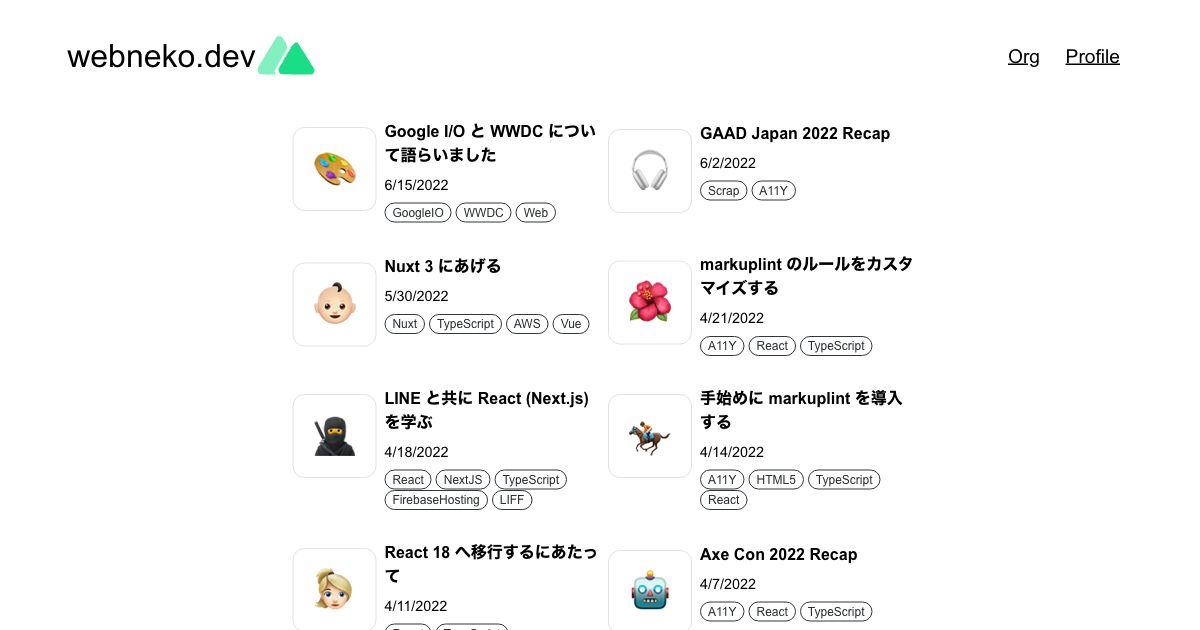 webneko.dev
Org Profile
Google I/O と WWDC につい
て語らいました
6/15/2022
GoogleIO WWDC Web
GAAD Japan 2022 Recap
6/2/2022
Scrap A11Y
Nuxt 3 にあげる
5/30/2022
Nuxt TypeScript AWS Vue
markuplint のルールをカスタ
マイズする
4/21/2022
A11Y React TypeScript
LINE と共に React (Next.js)
を学ぶ
4/18/2022
React NextJS TypeScript
FirebaseHosting LIFF
手始めに markuplint を導入
する
4/14/2022
A11Y HTML5 TypeScript
React
React 18 へ移行するにあたっ
て
4/11/2022
Axe Con 2022 Recap
4/7/2022
A11Y React TypeScript